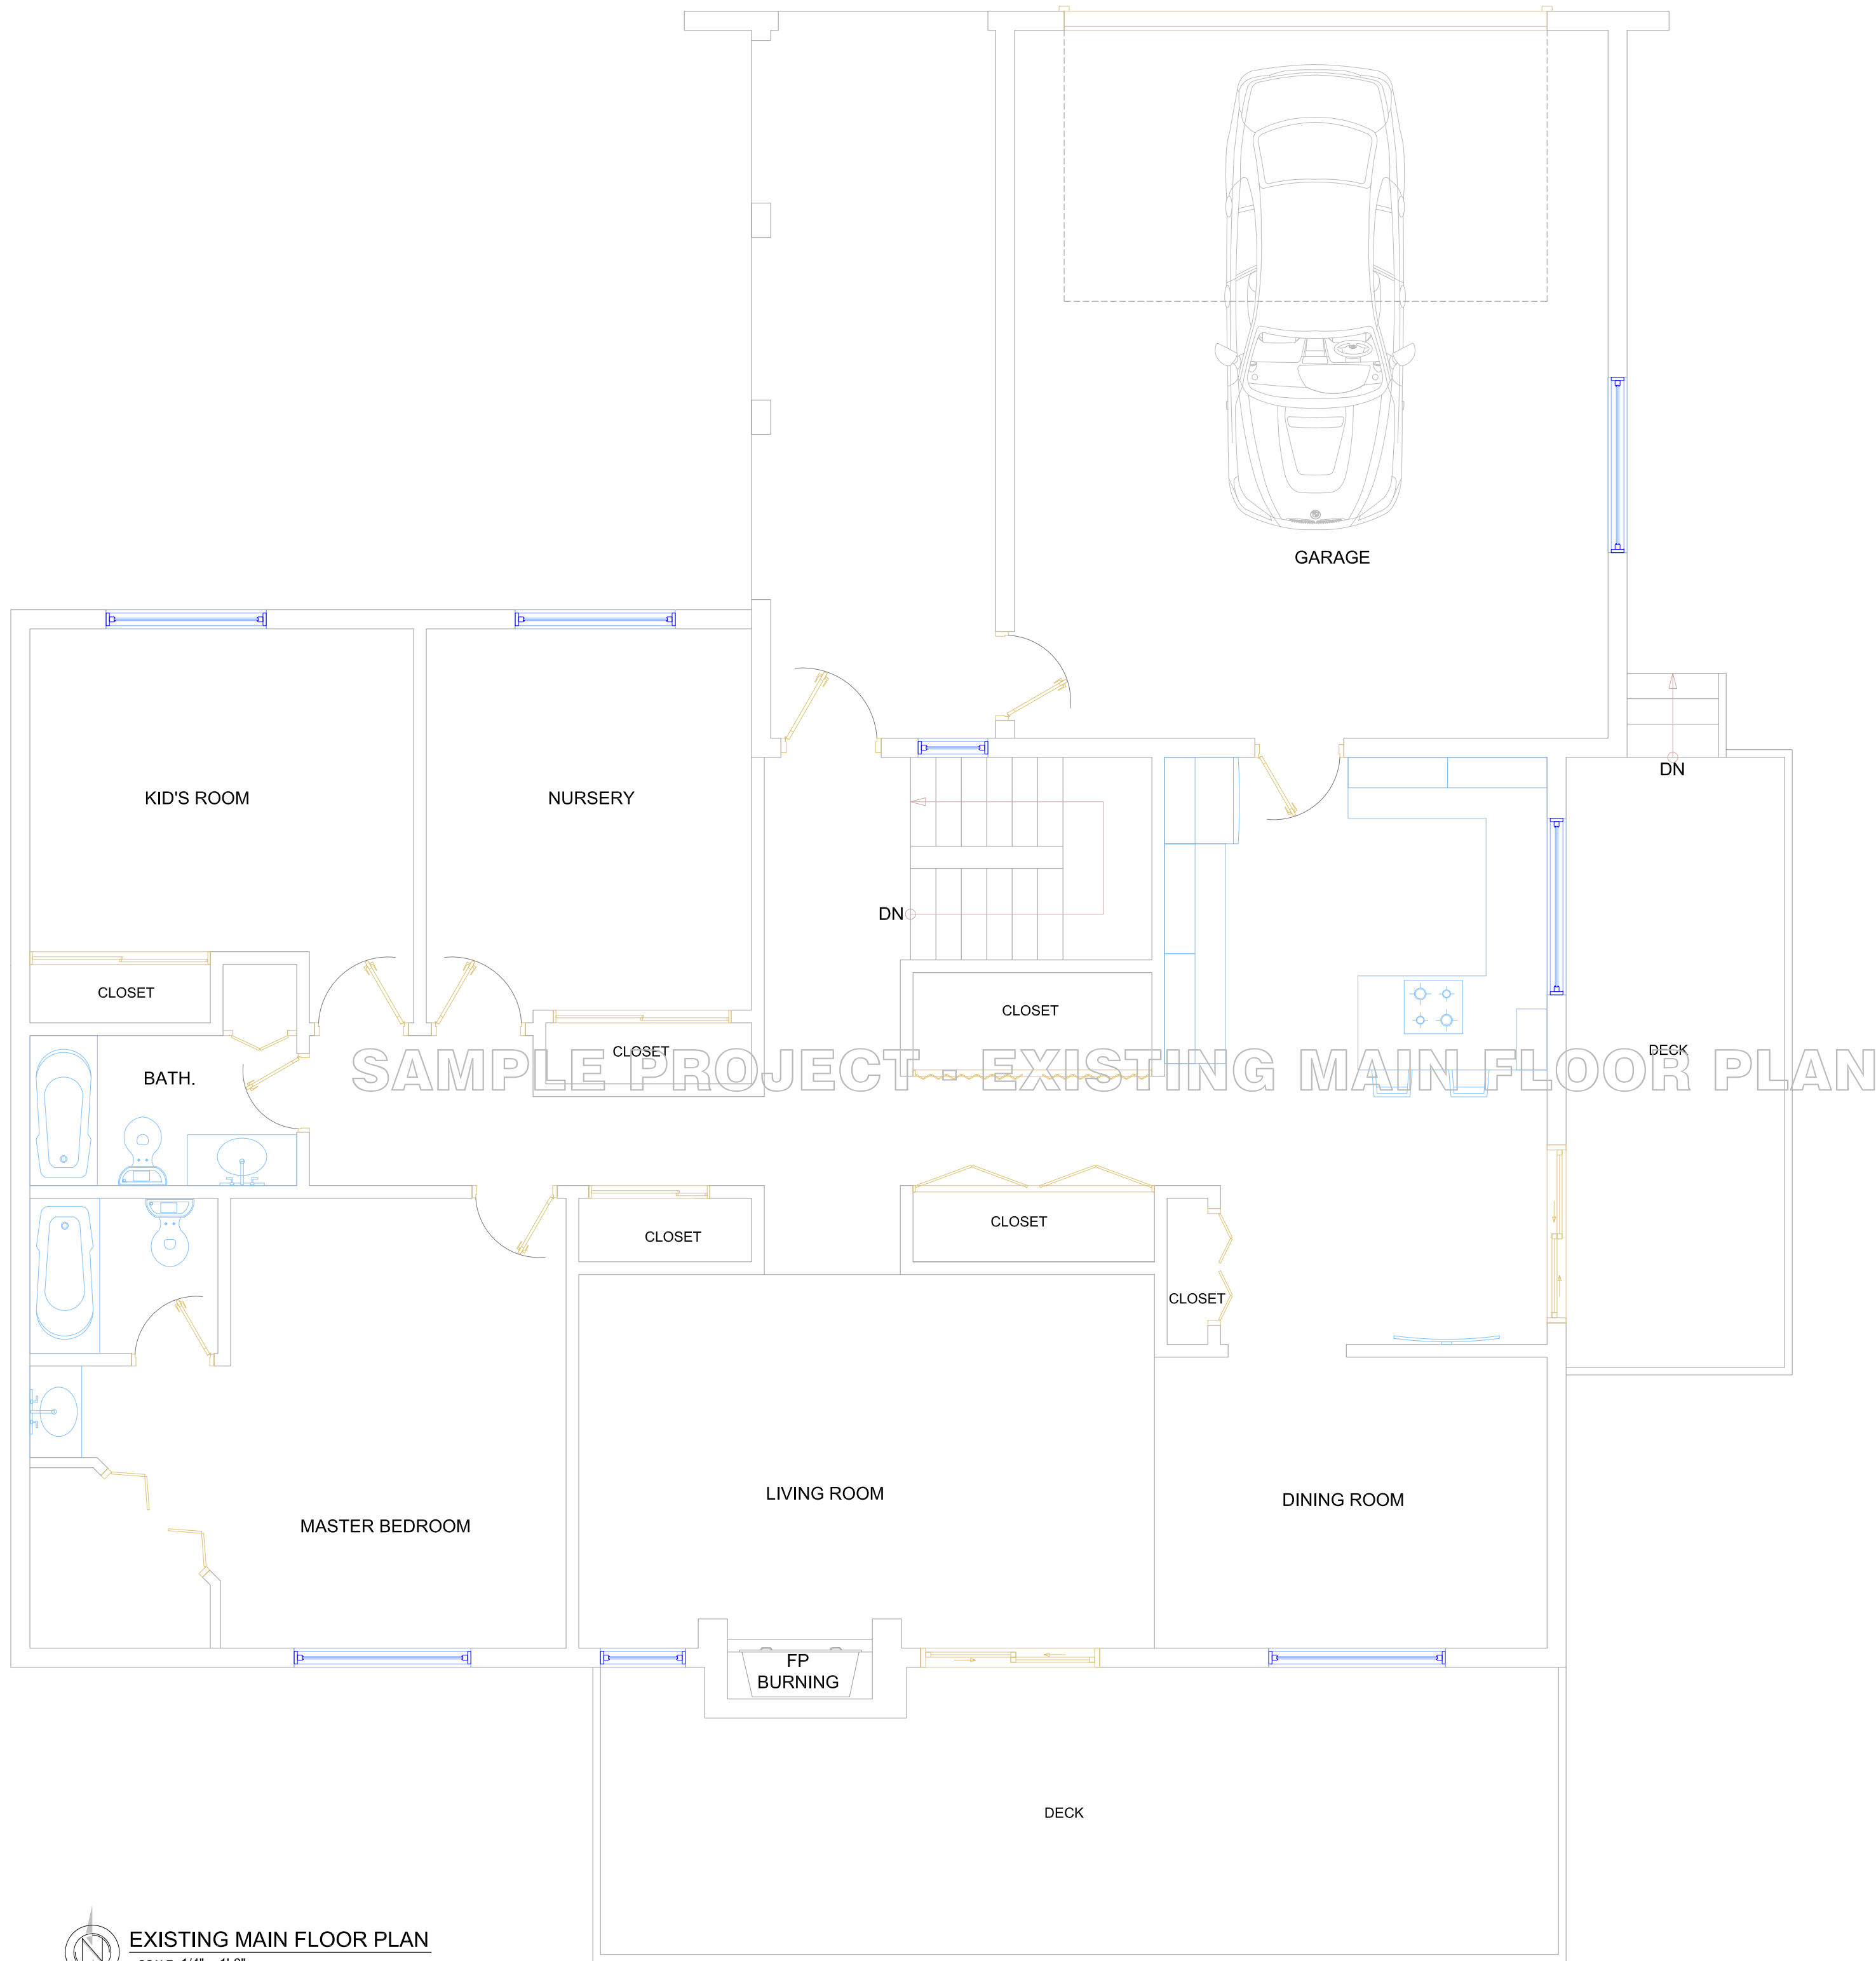 GARAGE
DN
KID'S ROOM
NURSERY
DN
CLOSET
CLOSET
CLOSET
DECK
BATH.
SAMPLE PROJECT - EXISTING MAIN FLOOR PLAN
CLOSET
CLOSET
CLOSET
LIVING ROOM
DINING ROOM
MASTER BEDROOM
FP
BURNING
DECK
N
EXISTING MAIN FLOOR PLAN